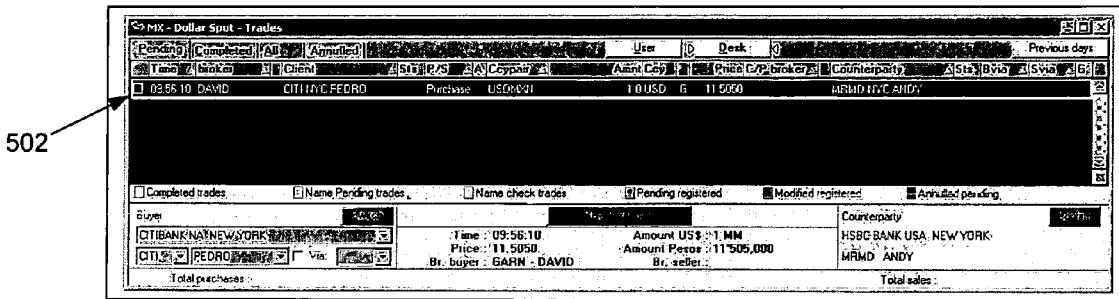 MX - Dollar Spot - Trades
Pending Completed All Annulled User Desk Previous days
Time broker Client Sta P/S A Ccypair Amnt Ccy Price C/P broker Counterparty Sta Bvia Svia
09:56:10 DAVID CITI NYC PEDRO Purchase USDMXN 1.0 USD G 11.5050 MRMD NYC ANDY
502
Completed trades Name Pending trades Name check trades Pending registered Modified registered Annulled pending
Buyer Counterparty
CITIBANK NA NEW YORK Time : 09:56:10 Amount US$ : 1 MM HSBC BANK USA, NEW YORK
Price : 11.5050 Amount Pesos : 11'505,000
CITI PEDRO Via: Br. buyer : GARN - DAVID Br. seller : MRMD ANDY
Total purchases : Total sales :